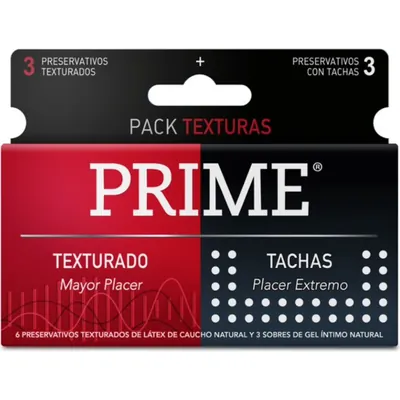 3 PRESERVATIVOS TEXTURADOS
+
PRESERVATIVOS CON TACHAS 3
PACK TEXTURAS
PRIME®
TEXTURADO
Mayor Placer
TACHAS
Placer Extremo
6 PRESERVATIVOS TEXTURADOS DE LÁTEX DE CAUCHO NATURAL Y 3 SOBRES DE GEL ÍNTIMO NATURAL